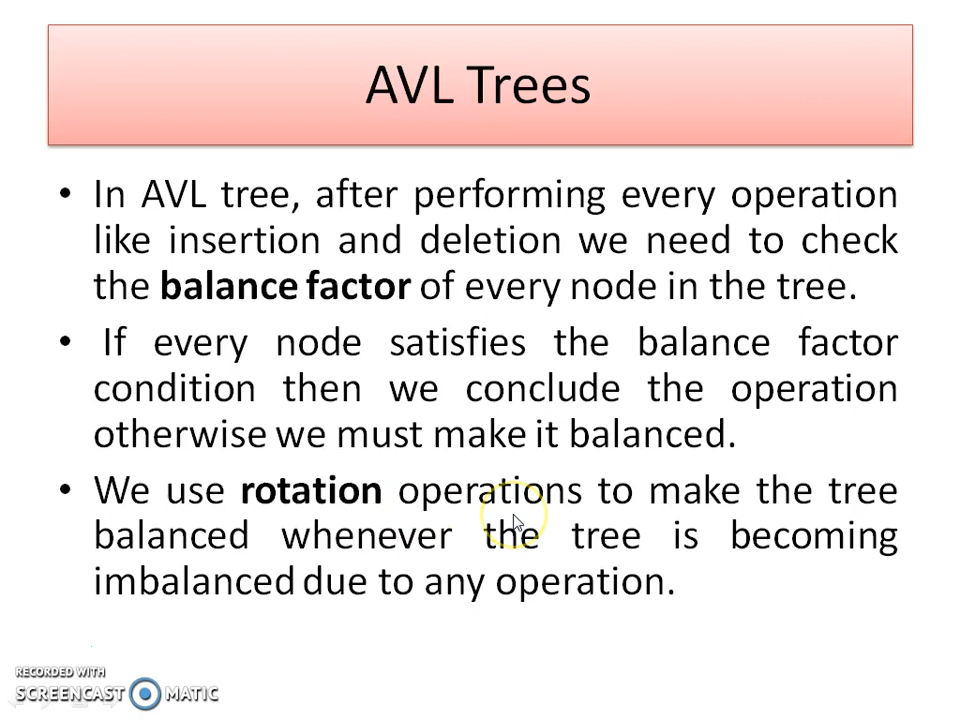 AVL Trees
• In AVL tree, after performing every operation
like insertion and deletion we need to check
the balance factor of every node in the tree.
• If every node satisfies the balance factor
condition then we conclude the operation
otherwise we must make it balanced.
• We use rotation operations to make the tree
balanced whenever the tree is becoming
imbalanced due to any operation.
RECORDED WITH
SCREENCAST MATIC